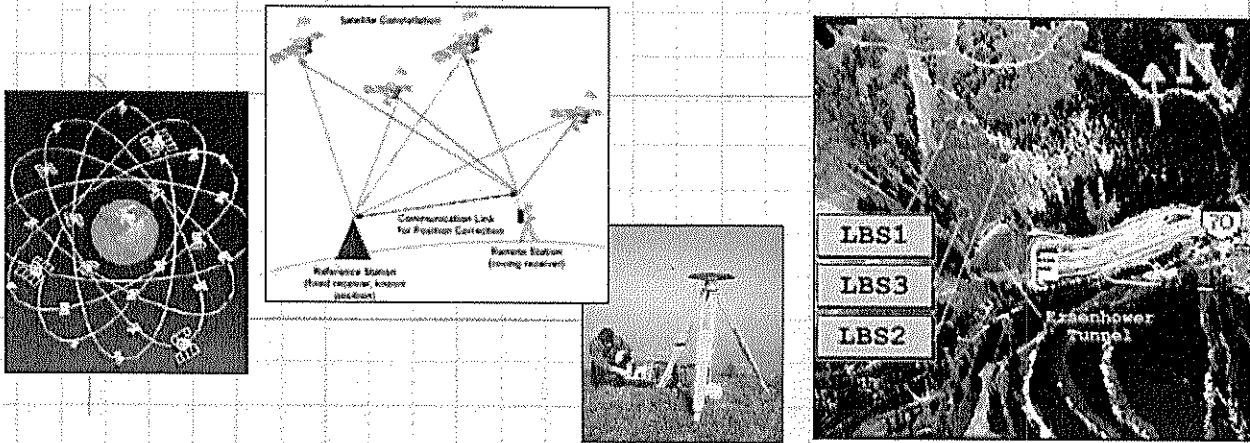 Satellite Constellation
Communication Link
for Position Correction
Reference Station
(fixed receiver, known
position)
Remote Station
(roving receiver)
N
70
LBS1
LBS3
LBS2
Eisenhower
Tunnel